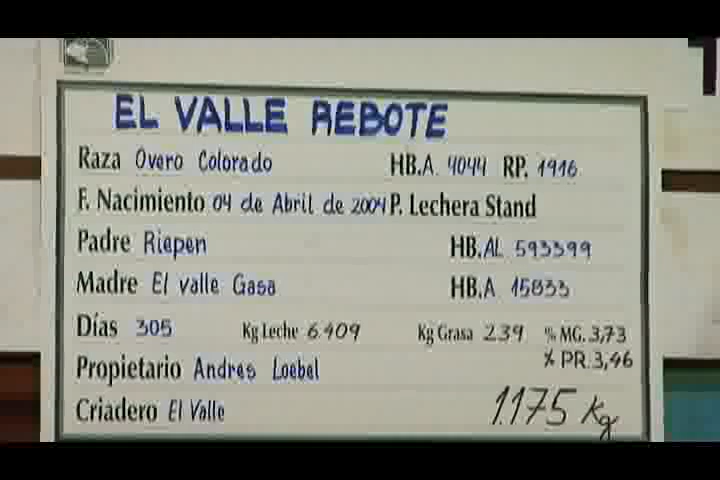 EL VALLE REBOTE
Raza Overo Colorado HB.A. 4044 RP. 1916
F. Nacimiento 04 de Abril de 2004 P. Lechera Stand
Padre Riepen HB.AL 593399
Madre El valle Gasa HB.A 15833
Días 305 Kg Leche 6.409 Kg Grasa 239 % MG. 3,73
% PR. 3,46
Propietario Andres Loebel
Criadero El Valle 1.175 Kg